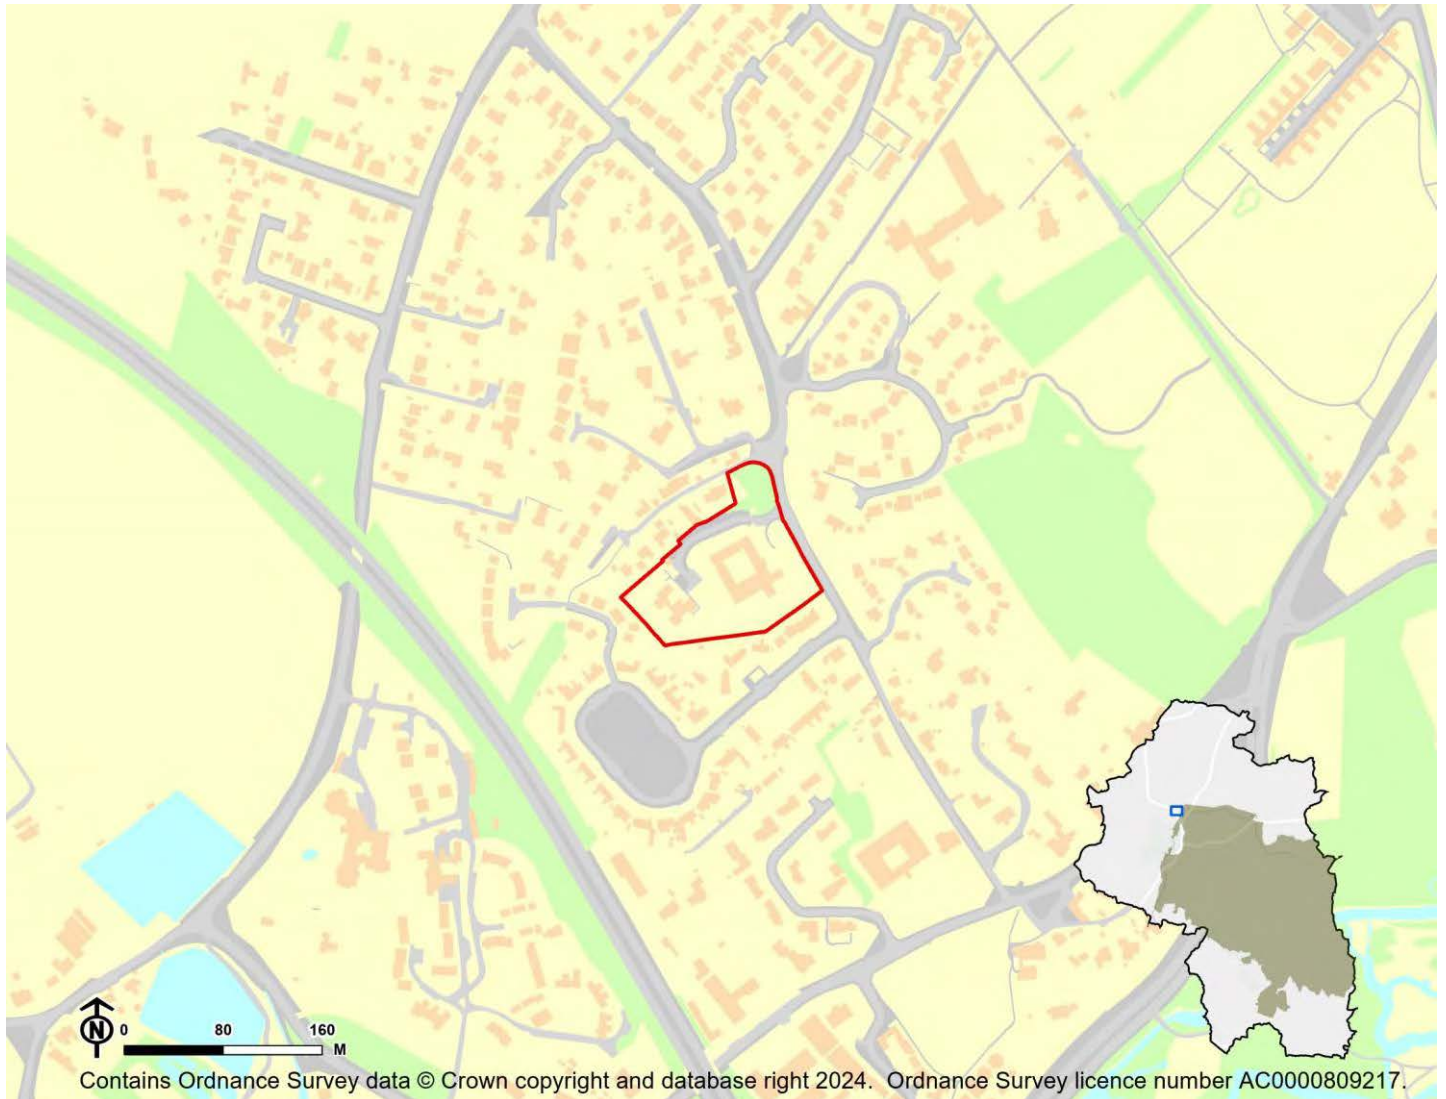 N
0 80 160
M
Contains Ordnance Survey data © Crown copyright and database right 2024. Ordnance Survey licence number AC0000809217.